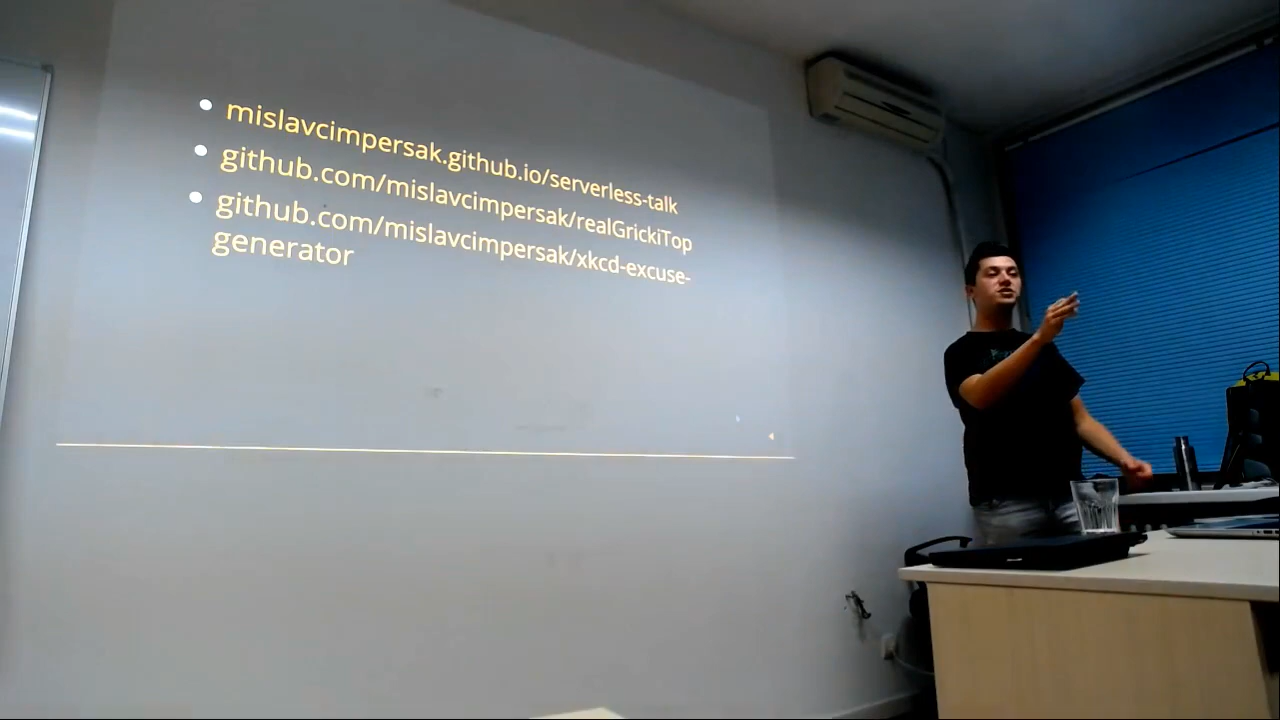 mislavcimpersak.github.io/serverless-talk
github.com/mislavcimpersak/realGrickiTop
github.com/mislavcimpersak/xkcd-excuse-
generator